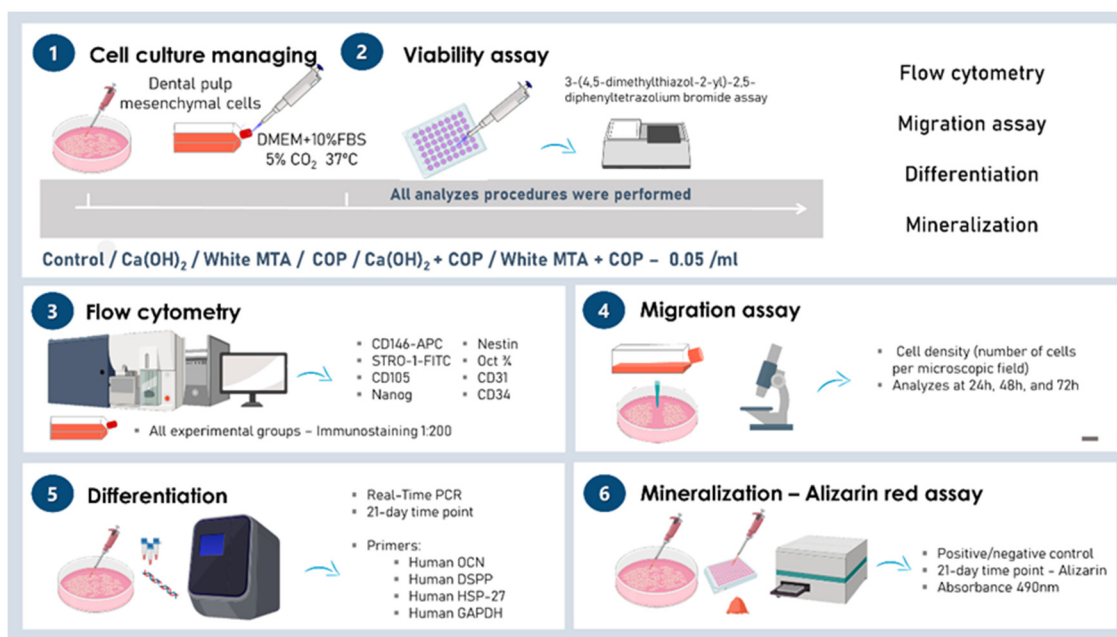 1 Cell culture managing
Dental pulp
mesenchymal cells
DMEM+10%FBS
5% CO₂ 37ºC
2 Viability assay
3-(4,5-dimethylthiazol-2-yl)-2,5-
diphenyltetrazolium bromide assay
Flow cytometry
Migration assay
Differentiation
Mineralization
All analyzes procedures were performed
Control / Ca(OH)₂ / White MTA / COP / Ca(OH)₂ + COP / White MTA + COP – 0.05 /ml
3 Flow cytometry
▪ CD146-APC
▪ STRO-1-FITC
▪ CD105
▪ Nanog
▪ Nestin
▪ Oct %
▪ CD31
▪ CD34
▪ All experimental groups – Immunostaining 1:200
4 Migration assay
▪ Cell density (number of cells
per microscopic field)
▪ Analyzes at 24h, 48h, and 72h
5 Differentiation
▪ Real-Time PCR
▪ 21-day time point
▪ Primers:
▪ Human OCN
▪ Human DSPP
▪ Human HSP-27
▪ Human GAPDH
6 Mineralization – Alizarin red assay
▪ Positive/negative control
▪ 21-day time point - Alizarin
▪ Absorbance 490nm